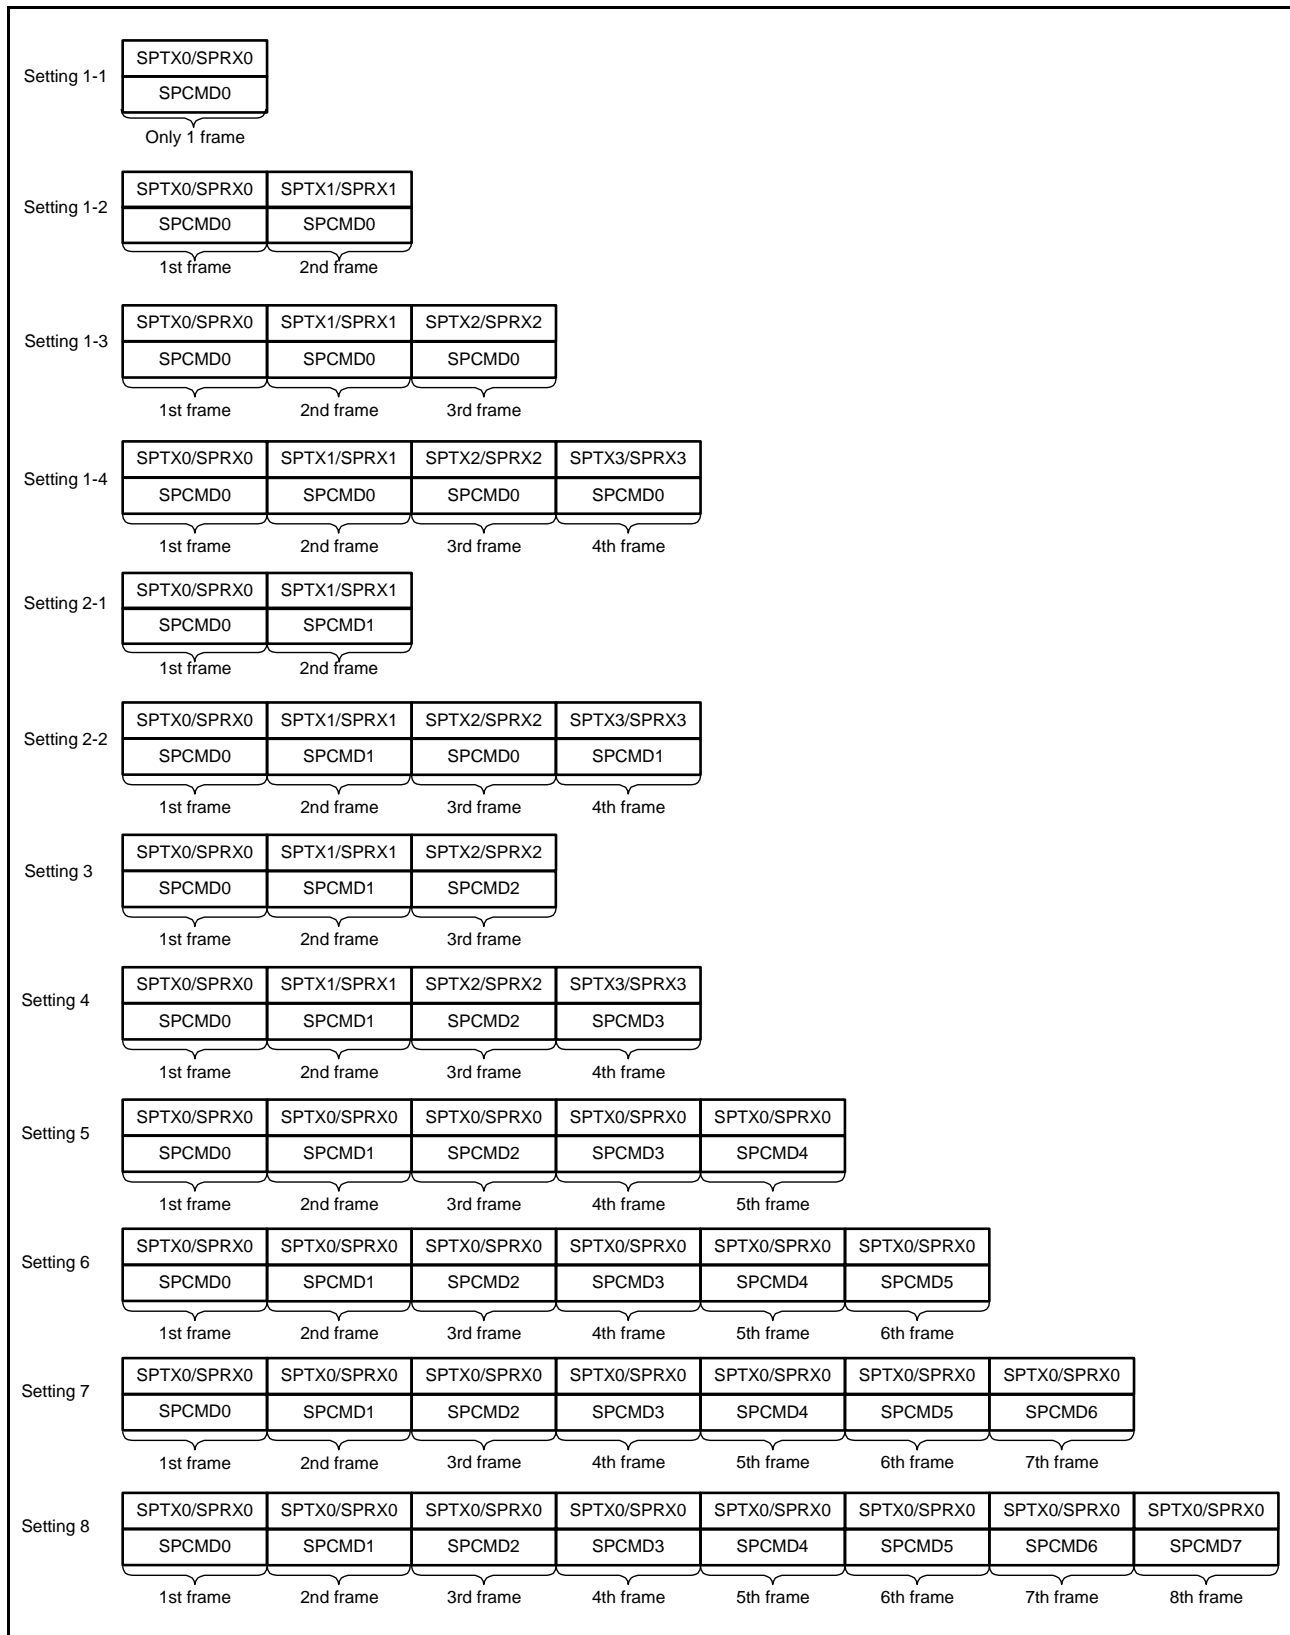 SPTX0/SPRX0
Setting 1-1
SPCMD0
Only 1 frame
SPTX0/SPRX0 SPTX1/SPRX1
Setting 1-2
SPCMD0 SPCMD0
1st frame 2nd frame
SPTX0/SPRX0 SPTX1/SPRX1 SPTX2/SPRX2
Setting 1-3
SPCMD0 SPCMD0 SPCMD0
1st frame 2nd frame 3rd frame
SPTX0/SPRX0 SPTX1/SPRX1 SPTX2/SPRX2 SPTX3/SPRX3
Setting 1-4
SPCMD0 SPCMD0 SPCMD0 SPCMD0
1st frame 2nd frame 3rd frame 4th frame
SPTX0/SPRX0 SPTX1/SPRX1
Setting 2-1
SPCMD0 SPCMD1
1st frame 2nd frame
SPTX0/SPRX0 SPTX1/SPRX1 SPTX2/SPRX2 SPTX3/SPRX3
Setting 2-2
SPCMD0 SPCMD1 SPCMD0 SPCMD1
1st frame 2nd frame 3rd frame 4th frame
SPTX0/SPRX0 SPTX1/SPRX1 SPTX2/SPRX2
Setting 3
SPCMD0 SPCMD1 SPCMD2
1st frame 2nd frame 3rd frame
SPTX0/SPRX0 SPTX1/SPRX1 SPTX2/SPRX2 SPTX3/SPRX3
Setting 4
SPCMD0 SPCMD1 SPCMD2 SPCMD3
1st frame 2nd frame 3rd frame 4th frame
SPTX0/SPRX0 SPTX0/SPRX0 SPTX0/SPRX0 SPTX0/SPRX0 SPTX0/SPRX0
Setting 5
SPCMD0 SPCMD1 SPCMD2 SPCMD3 SPCMD4
1st frame 2nd frame 3rd frame 4th frame 5th frame
SPTX0/SPRX0 SPTX0/SPRX0 SPTX0/SPRX0 SPTX0/SPRX0 SPTX0/SPRX0 SPTX0/SPRX0
Setting 6
SPCMD0 SPCMD1 SPCMD2 SPCMD3 SPCMD4 SPCMD5
1st frame 2nd frame 3rd frame 4th frame 5th frame 6th frame
SPTX0/SPRX0 SPTX0/SPRX0 SPTX0/SPRX0 SPTX0/SPRX0 SPTX0/SPRX0 SPTX0/SPRX0 SPTX0/SPRX0
Setting 7
SPCMD0 SPCMD1 SPCMD2 SPCMD3 SPCMD4 SPCMD5 SPCMD6
1st frame 2nd frame 3rd frame 4th frame 5th frame 6th frame 7th frame
SPTX0/SPRX0 SPTX0/SPRX0 SPTX0/SPRX0 SPTX0/SPRX0 SPTX0/SPRX0 SPTX0/SPRX0 SPTX0/SPRX0 SPTX0/SPRX0
Setting 8
SPCMD0 SPCMD1 SPCMD2 SPCMD3 SPCMD4 SPCMD5 SPCMD6 SPCMD7
1st frame 2nd frame 3rd frame 4th frame 5th frame 6th frame 7th frame 8th frame